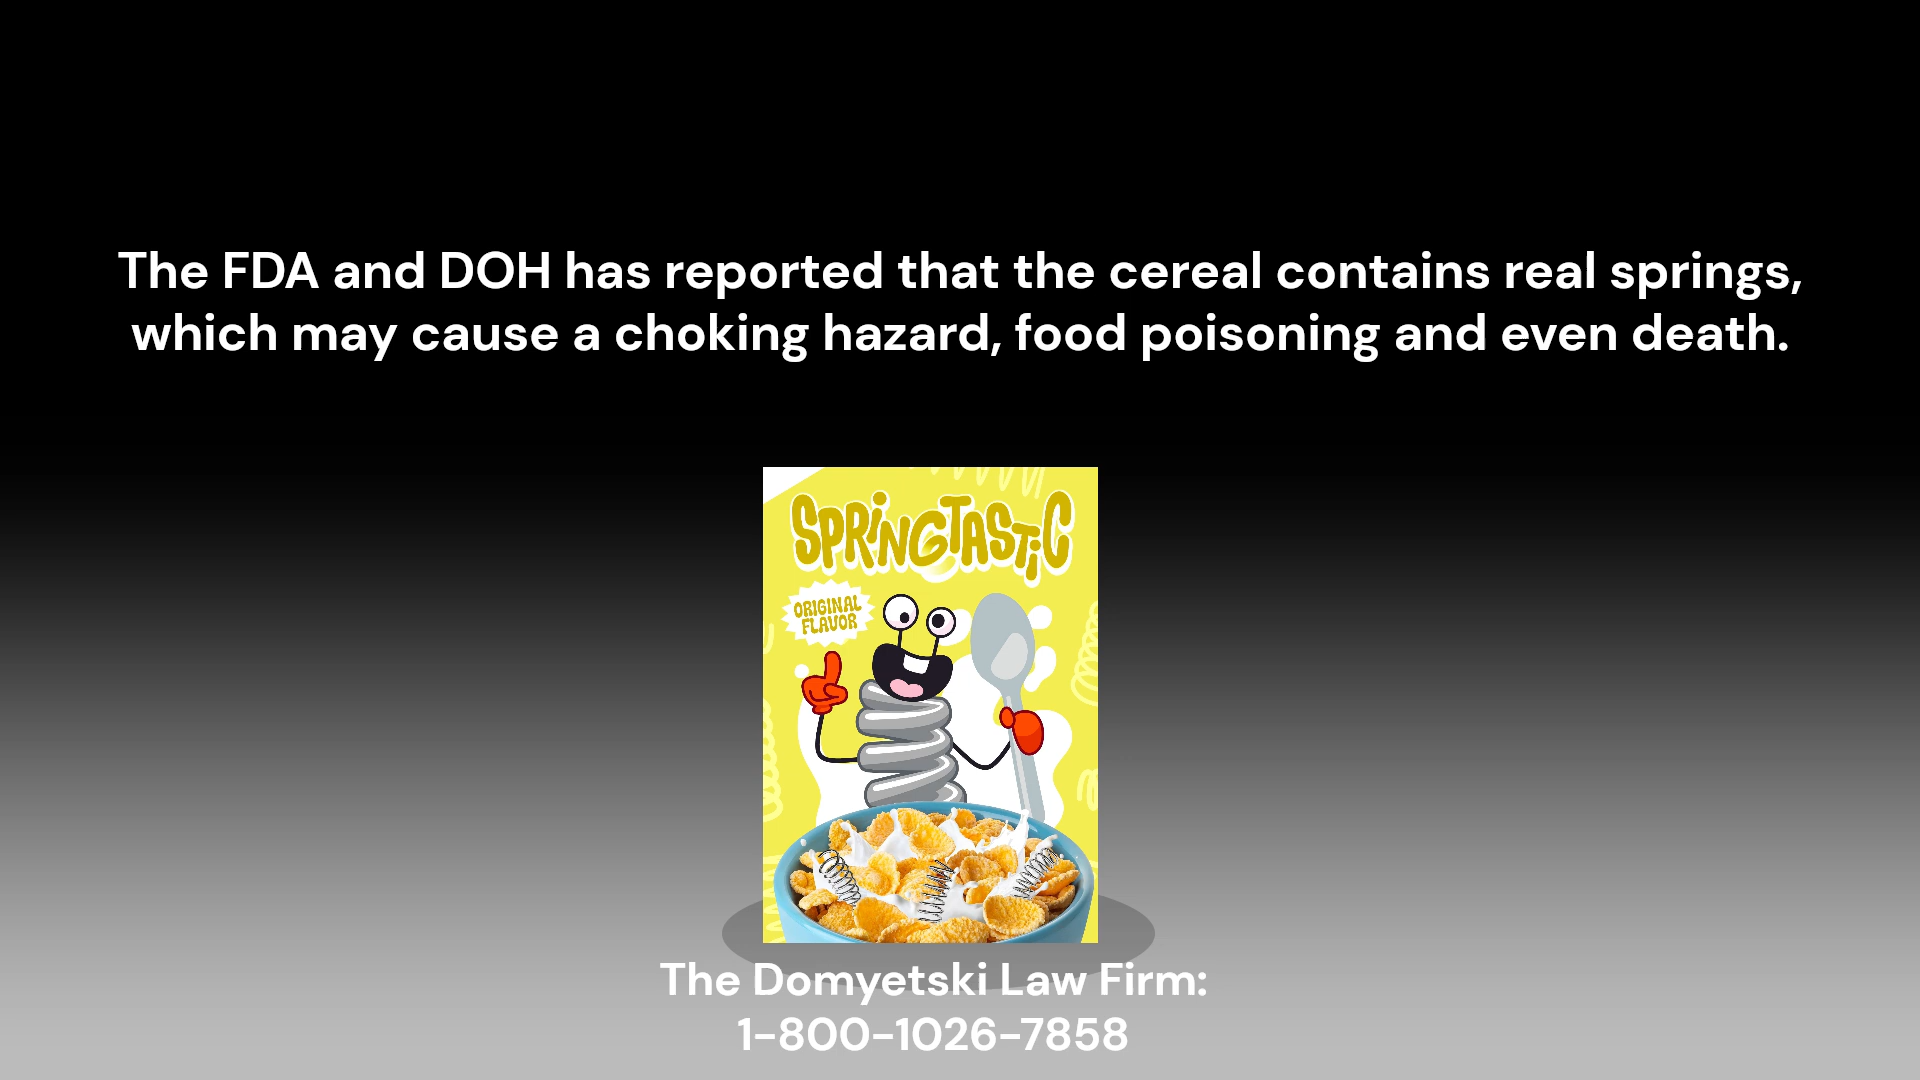 The FDA and DOH has reported that the cereal contains real springs,
which may cause a choking hazard, food poisoning and even death.
SPRiNGTASTiC
ORIGINAL
FLAVOR
The Domyetski Law Firm:
1-800-1026-7858